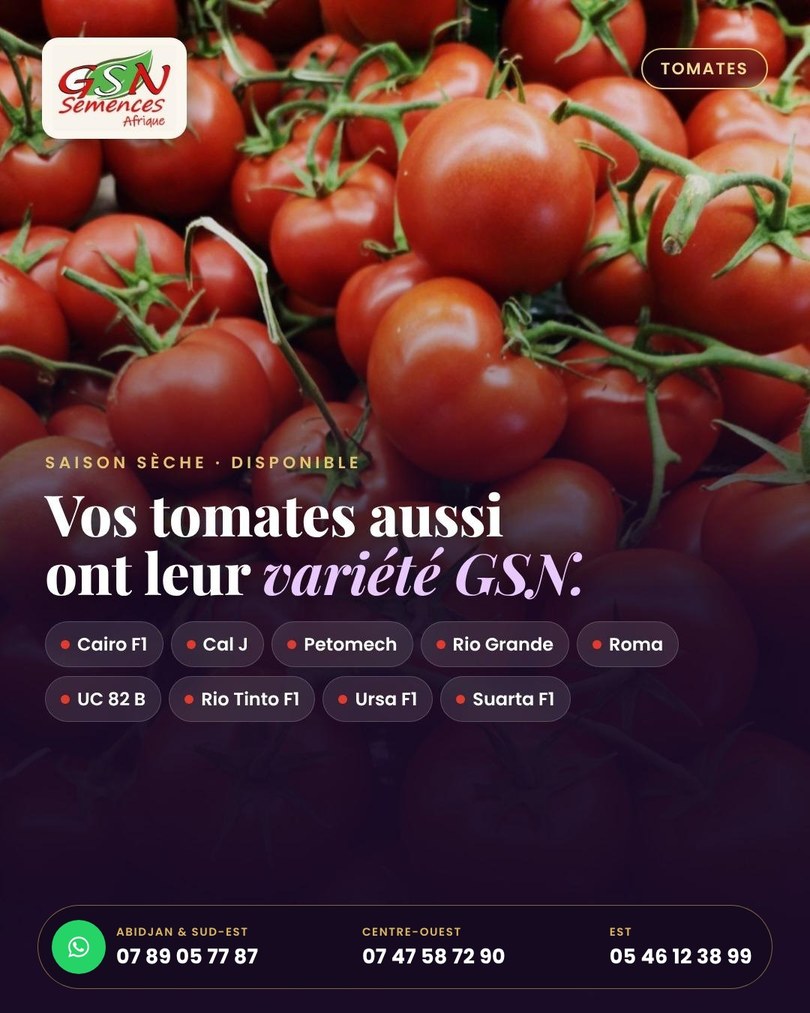 GSN
Semences
Afrique
TOMATES
SAISON SÈCHE · DISPONIBLE
Vos tomates aussi
ont leur variété GSN.
Cairo F1 Cal J Petomech Rio Grande Roma
UC 82 B Rio Tinto F1 Ursa F1 Suarta F1
ABIDJAN & SUD-EST CENTRE-OUEST EST
07 89 05 77 87 07 47 58 72 90 05 46 12 38 99